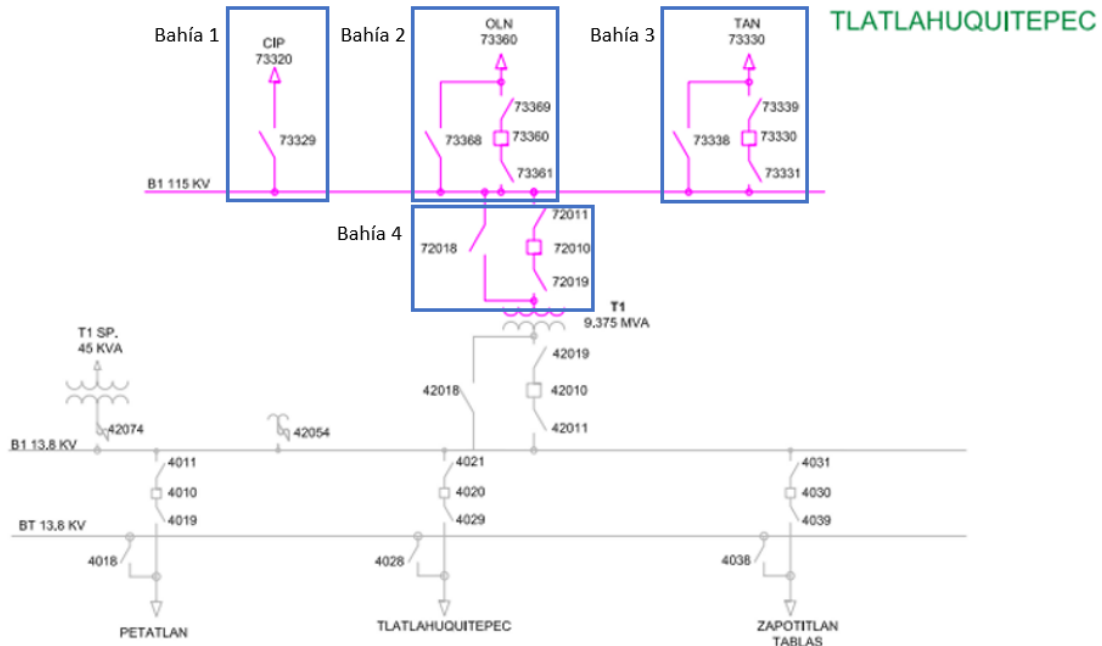 TLATLAHUQUITEPEC
Bahía 1
CIP
73320
73329
Bahía 2
OLN
73360
73369
73368
73360
73361
Bahía 3
TAN
73330
73339
73338
73330
73331
B1 115 KV
Bahía 4
72011
72018
72010
72019
T1
9.375 MVA
T1 SP.
45 KVA
42019
42018
42010
42011
42074
42054
B1 13.8 KV
4011
4010
4019
4021
4020
4029
4031
4030
4039
BT 13.8 KV
4018
4028
4038
PETATLAN
TLATLAHUQUITEPEC
ZAPOTITLAN
TABLAS